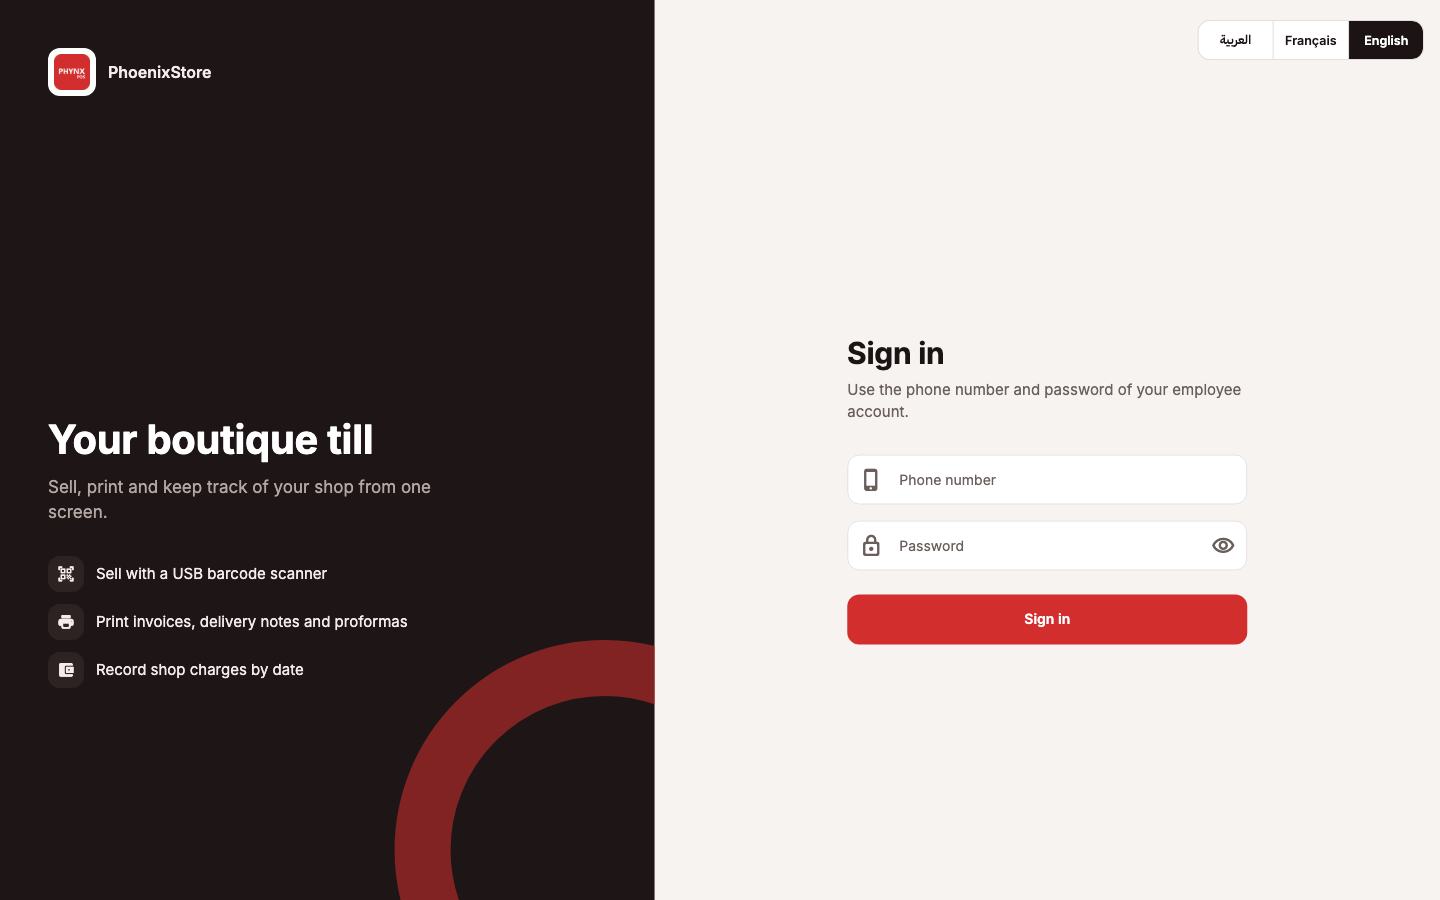 PHYNX
POS
PhoenixStore
العربية
Français
English
Your boutique till
Sell, print and keep track of your shop from one
screen.
Sell with a USB barcode scanner
Print invoices, delivery notes and proformas
Record shop charges by date
Sign in
Use the phone number and password of your employee
account.
Phone number
Password
Sign in